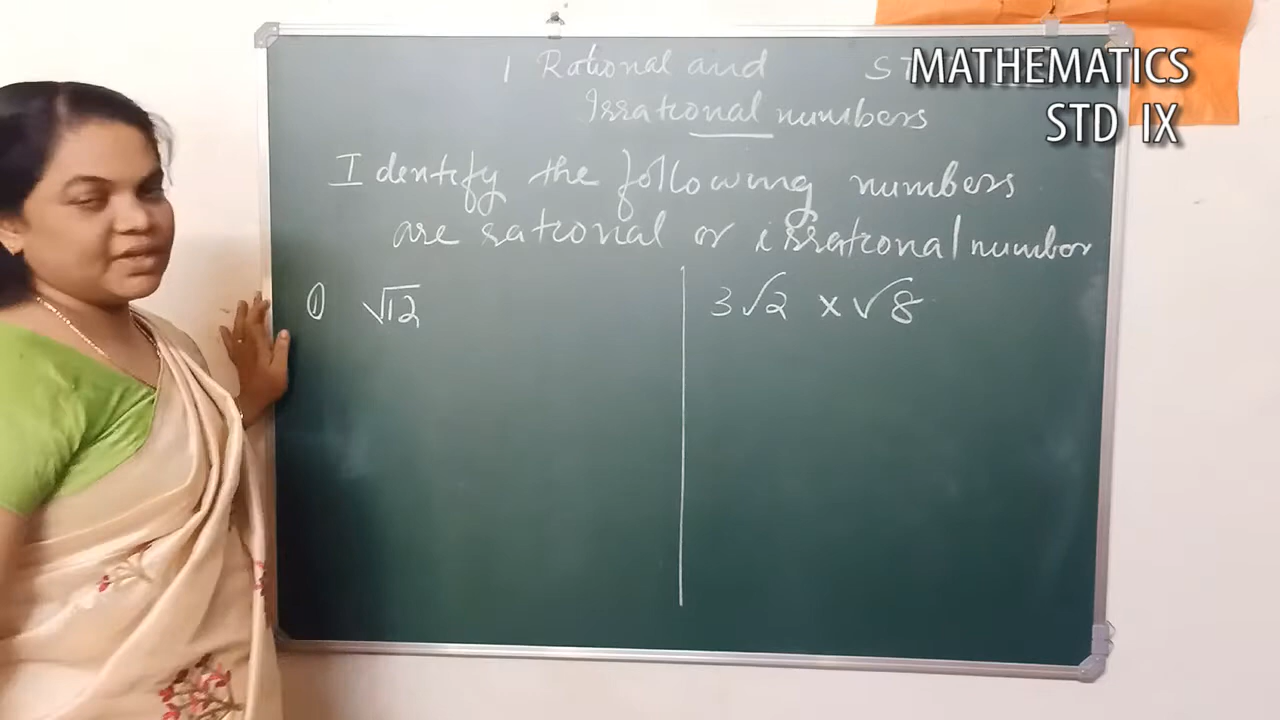 1 Rational and
MATHEMATICS
Irrational numbers
STD IX
Identify the following numbers
are rational or irrational number
① √12
3√2 × √8